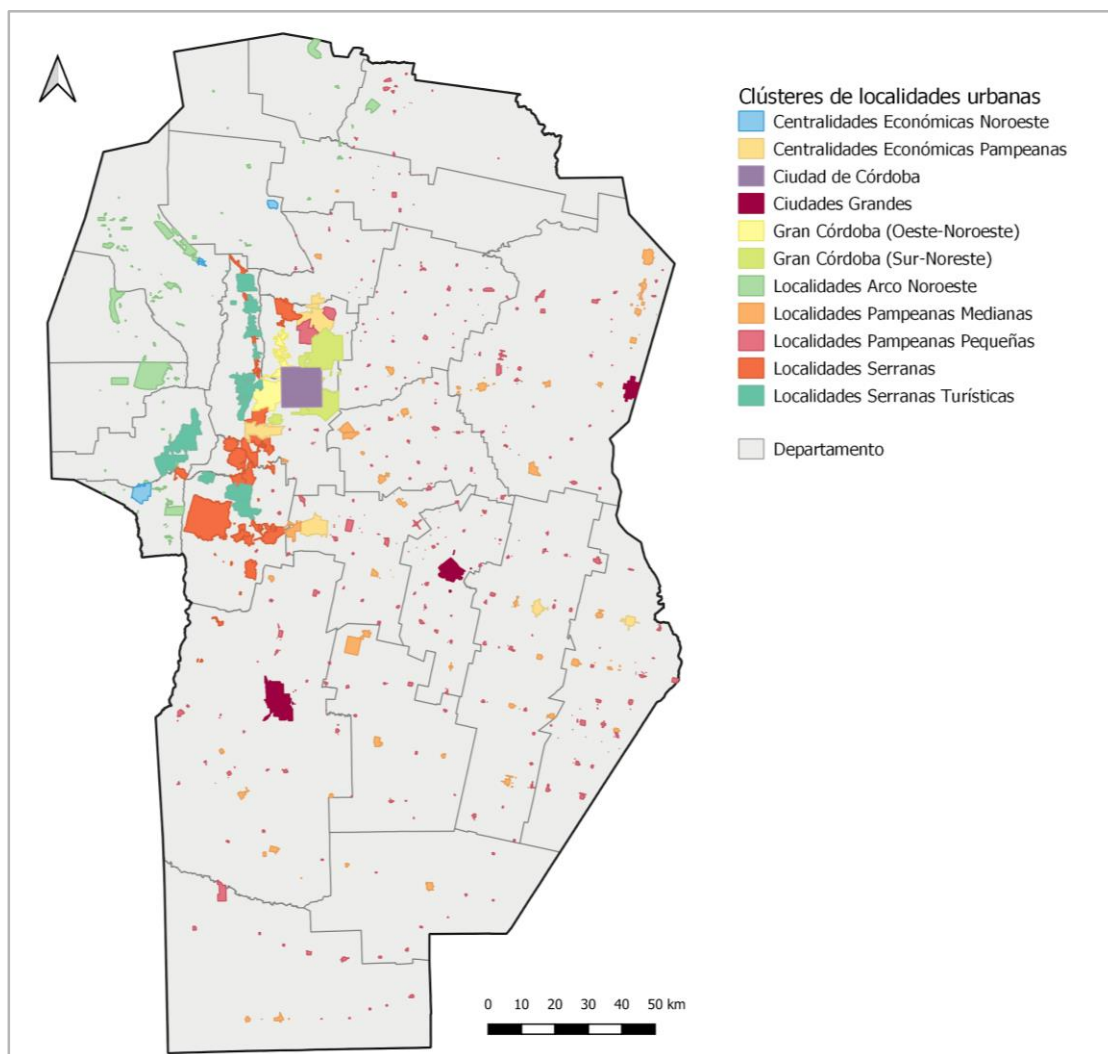 Clústeres de localidades urbanas
Centralidades Económicas Noroeste
Centralidades Económicas Pampeanas
Ciudad de Córdoba
Ciudades Grandes
Gran Córdoba (Oeste-Noroeste)
Gran Córdoba (Sur-Noreste)
Localidades Arco Noroeste
Localidades Pampeanas Medianas
Localidades Pampeanas Pequeñas
Localidades Serranas
Localidades Serranas Turísticas
Departamento
0 10 20 30 40 50 km